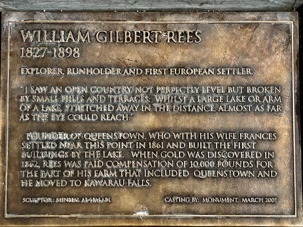 WILLIAM GILBERT REES
1827-1898
EXPLORER, RUNHOLDER AND FIRST EUROPEAN SETTLER.
"I SAW AN OPEN COUNTRY, NOT PERFECTLY LEVEL BUT BROKEN
BY SMALL HILLS AND TERRACES. WHILST A LARGE LAKE OR ARM
OF A LAKE, STRETCHED AWAY IN THE DISTANCE ALMOST AS FAR
AS THE EYE COULD REACH."
FOUNDER OF QUEENSTOWN, WHO WITH HIS WIFE FRANCES
SETTLED NEAR THIS POINT IN 1861 AND BUILT THE FIRST
BUILDINGS BY THE LAKE. WHEN GOLD WAS DISCOVERED IN
1862, REES WAS PAID COMPENSATION OF 10,000 POUNDS FOR
THE PART OF HIS FARM THAT INCLUDED QUEENSTOWN AND
HE MOVED TO KAWARAU FALLS.
SCULPTOR: MINHAL AL-HALABI
CASTING BY: MONUMENT, MARCH 2001